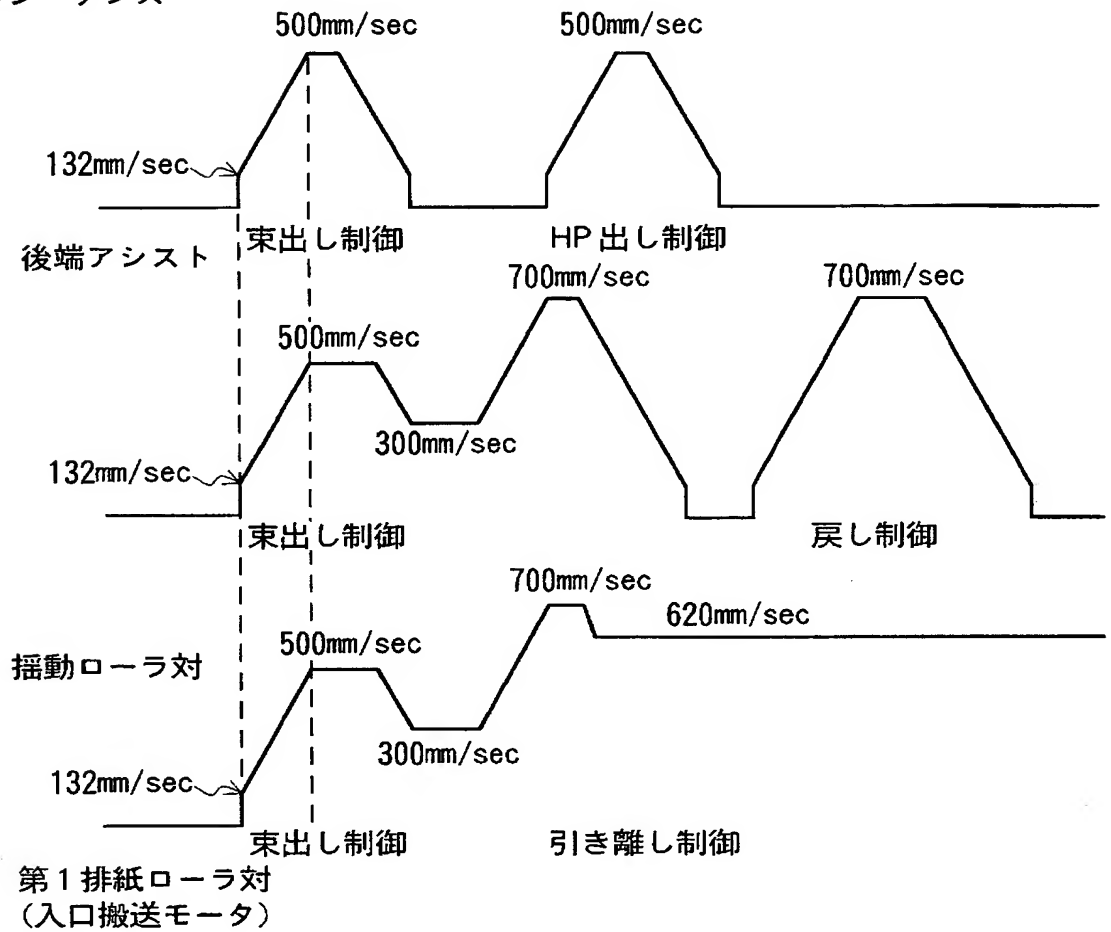 500mm/sec 500mm/sec
132mm/sec
束出し制御 HP出し制御
後端アシスト
700mm/sec 700mm/sec
500mm/sec
300mm/sec
132mm/sec
束出し制御 戻し制御
700mm/sec
620mm/sec
500mm/sec
揺動ローラ対
300mm/sec
132mm/sec
束出し制御 引き離し制御
第1排紙ローラ対
(入口搬送モータ)